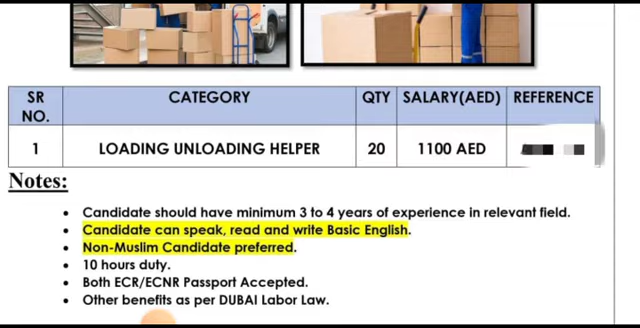 SR NO. CATEGORY QTY SALARY(AED) REFERENCE
1 LOADING UNLOADING HELPER 20 1100 AED
Notes:
• Candidate should have minimum 3 to 4 years of experience in relevant field.
• Candidate can speak, read and write Basic English.
• Non-Muslim Candidate preferred.
• 10 hours duty.
• Both ECR/ECNR Passport Accepted.
• Other benefits as per DUBAI Labor Law.